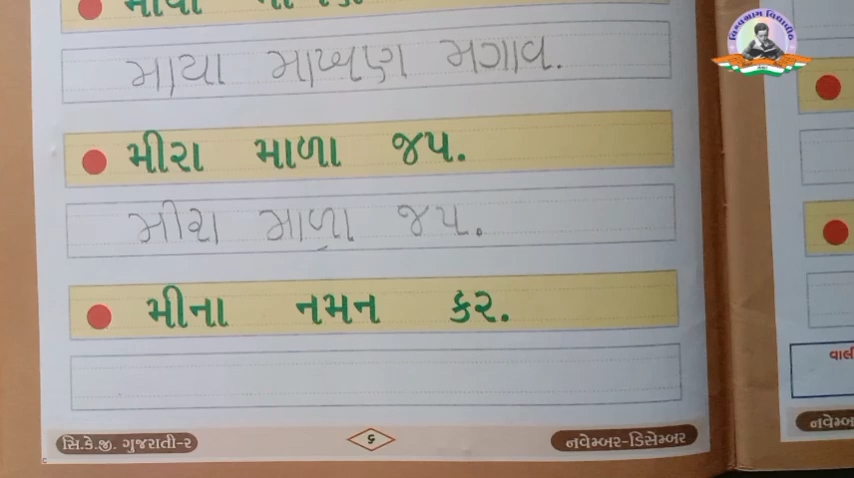 માયા
માયા માખણ મગાવ.
મીરા માળા જપ.
મીરા માળા જપ.
મીના નમન કર.
સિ.કે.જી. ગુજરાતી-૨
૬
નવેમ્બર-ડિસેમ્બર